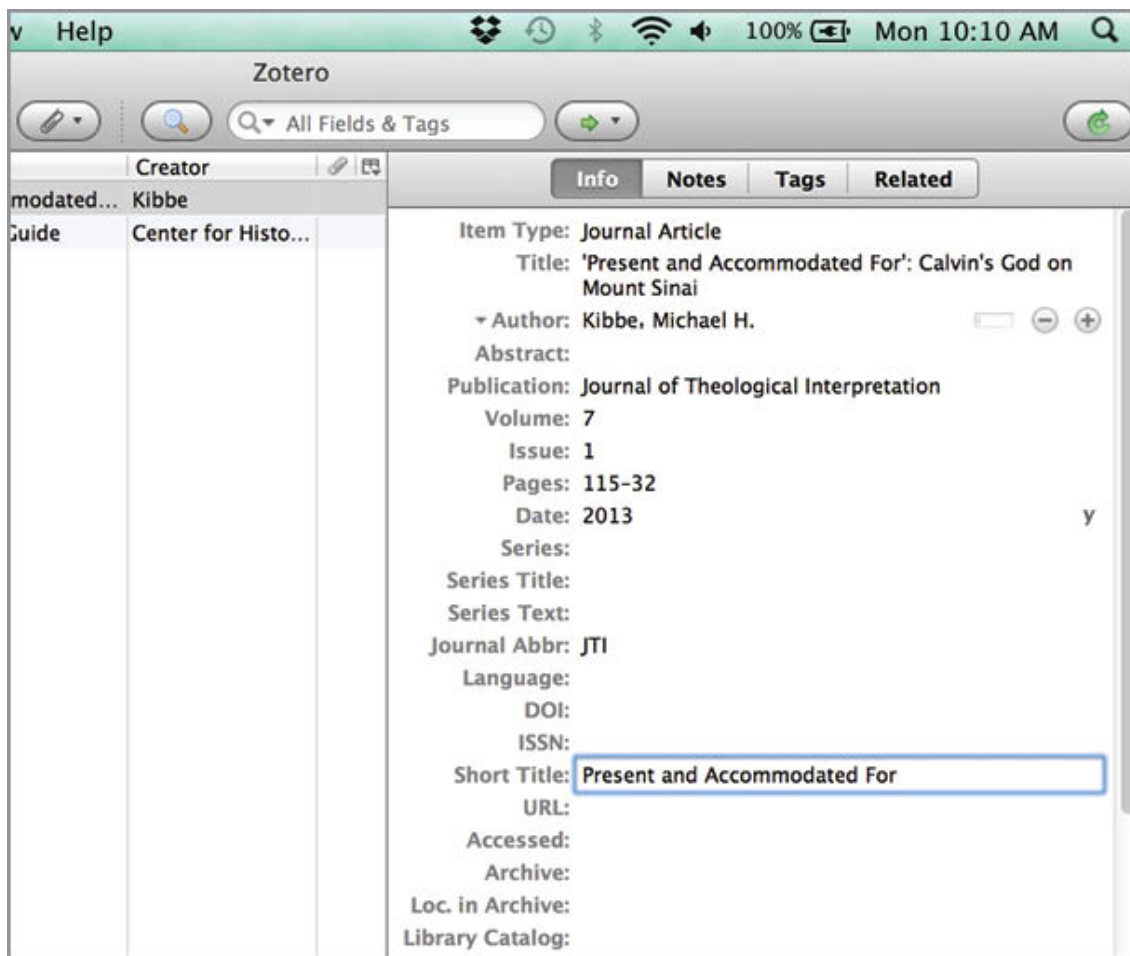 Help
100%
Mon 10:10 AM
Zotero
All Fields & Tags
Creator
modated... Kibbe
Guide Center for Histo...
Info Notes Tags Related
Item Type: Journal Article
Title: 'Present and Accommodated For': Calvin's God on
Mount Sinai
Author: Kibbe, Michael H.
Abstract:
Publication: Journal of Theological Interpretation
Volume: 7
Issue: 1
Pages: 115-32
Date: 2013 y
Series:
Series Title:
Series Text:
Journal Abbr: JTI
Language:
DOI:
ISSN:
Short Title: Present and Accommodated For
URL:
Accessed:
Archive:
Loc. in Archive:
Library Catalog: